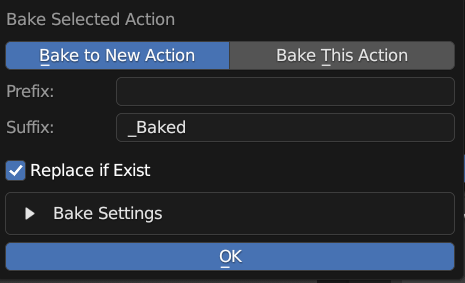 Bake Selected Action
Bake to New Action
Bake This Action
Prefix:
Suffix:
_Baked
Replace if Exist
Bake Settings
OK